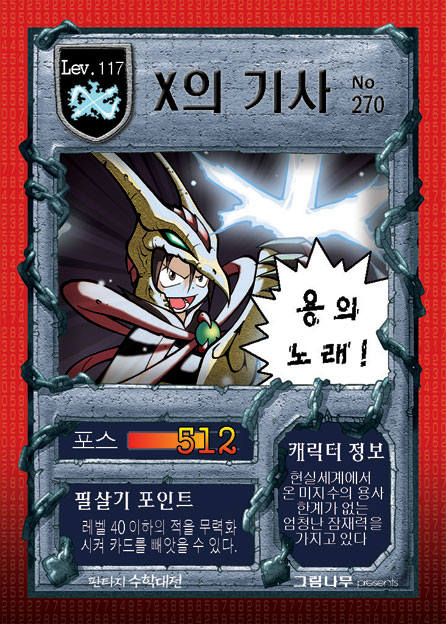 Lev.117
X의 기사
No
270
용의
노래!
포스 512
필살기 포인트
레벨 40 이하의 적을 무력화
시켜 카드를 빼앗을 수 있다.
캐릭터 정보
현실세계에서
온 미지수의 용사
한계가 없는
엄청난 잠재력을
가지고 있다
판타지 수학대전
그림나무 presents